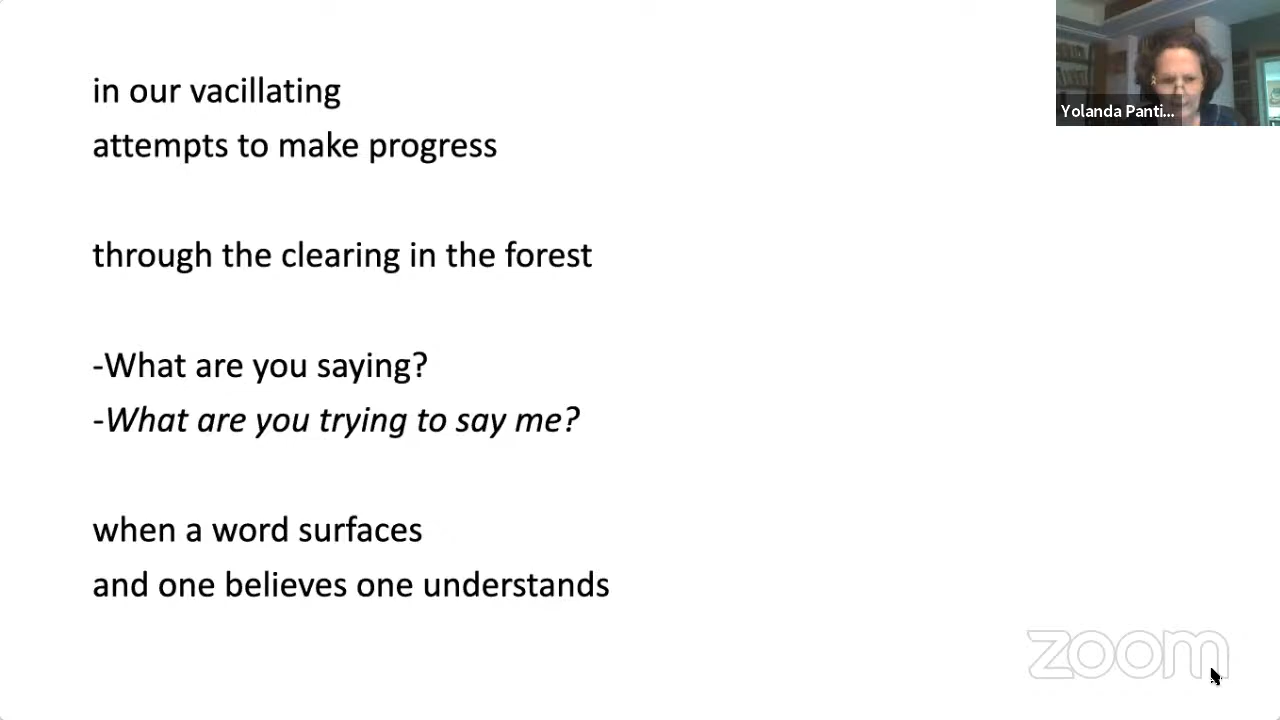 in our vacillating
attempts to make progress
through the clearing in the forest
-What are you saying?
-What are you trying to say me?
when a word surfaces
and one believes one understands
Yolanda Panti...
zoom